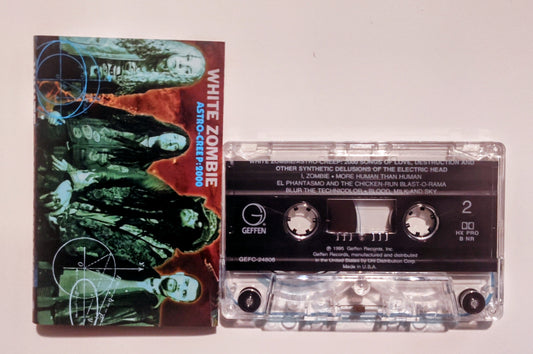 WHITE ZOMBIE
ASTRO-CREEP:2000
WHITE ZOMBIE/ASTRO-CREEP: 2000 SONGS OF LOVE, DESTRUCTION AND
OTHER SYNTHETIC DELUSIONS OF THE ELECTRIC HEAD
I, ZOMBIE • MORE HUMAN THAN HUMAN
EL PHANTASMO AND THE CHICKEN-RUN BLAST-O-RAMA
BLUR THE TECHNICOLOR • BLOOD, MILK AND SKY
G
GEFFEN
2
HX PRO
B NR
GEFC-24806
℗ 1995 Geffen Records, Inc.
Geffen Records, manufactured and distributed
in the United States by Uni Distribution Corp.
Made in U.S.A.